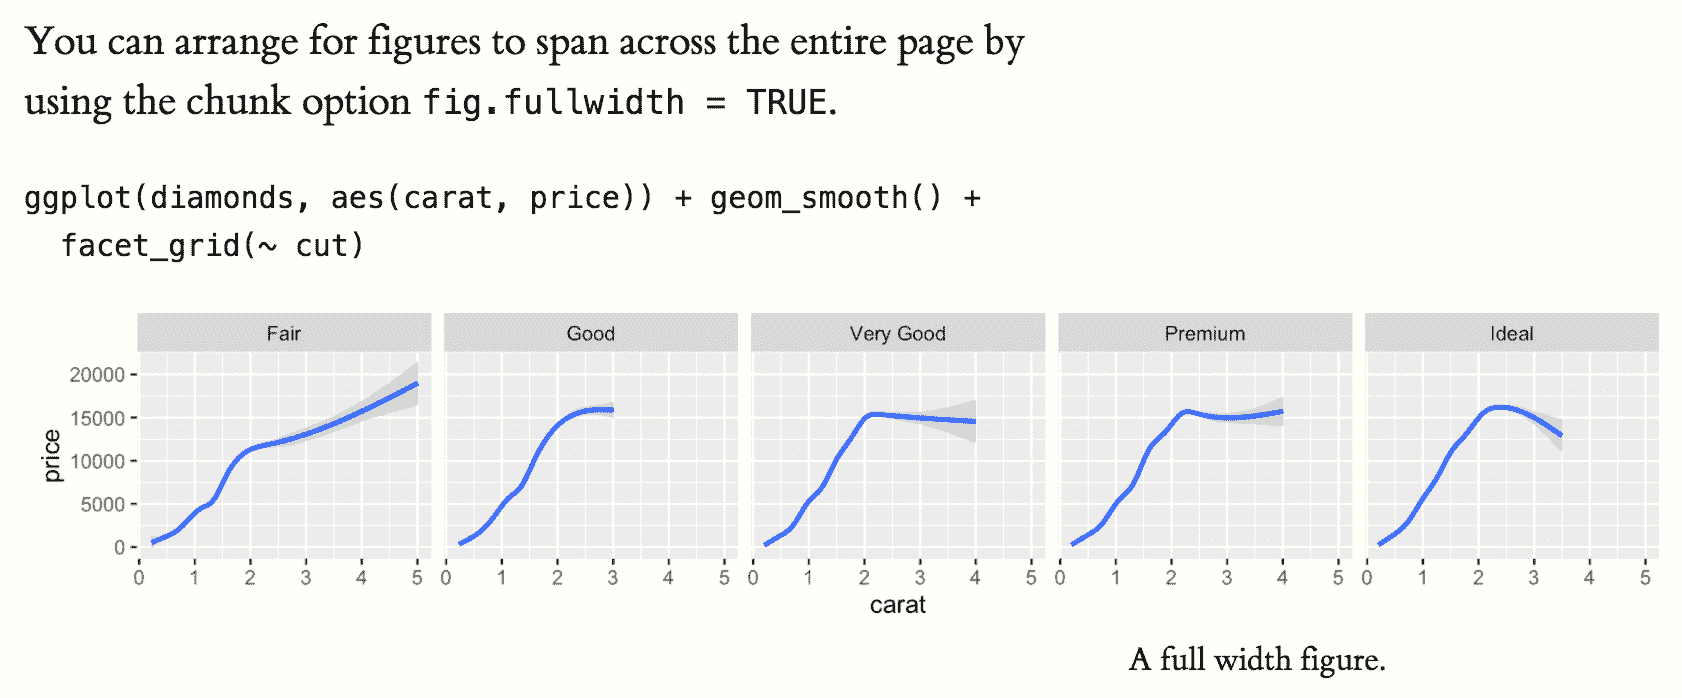 You can arrange for figures to span across the entire page by
using the chunk option fig.fullwidth = TRUE.
ggplot(diamonds, aes(carat, price)) + geom_smooth() +
  facet_grid(~ cut)
Fair Good Very Good Premium Ideal
20000
15000
10000
5000
0
price
0 1 2 3 4 5 0 1 2 3 4 5 0 1 2 3 4 5 0 1 2 3 4 5 0 1 2 3 4 5
carat
A full width figure.